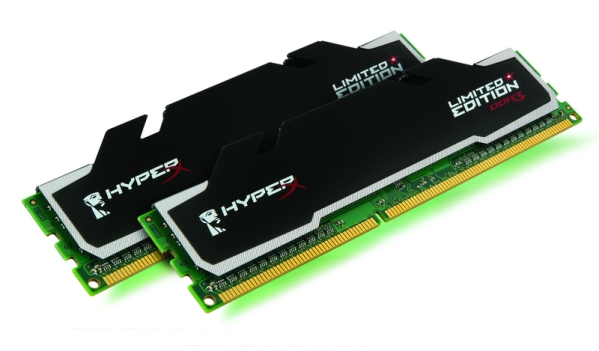 LIMITED
EDITION
HYPERX
LIMITED
EDITION
DDR3
HYPERX